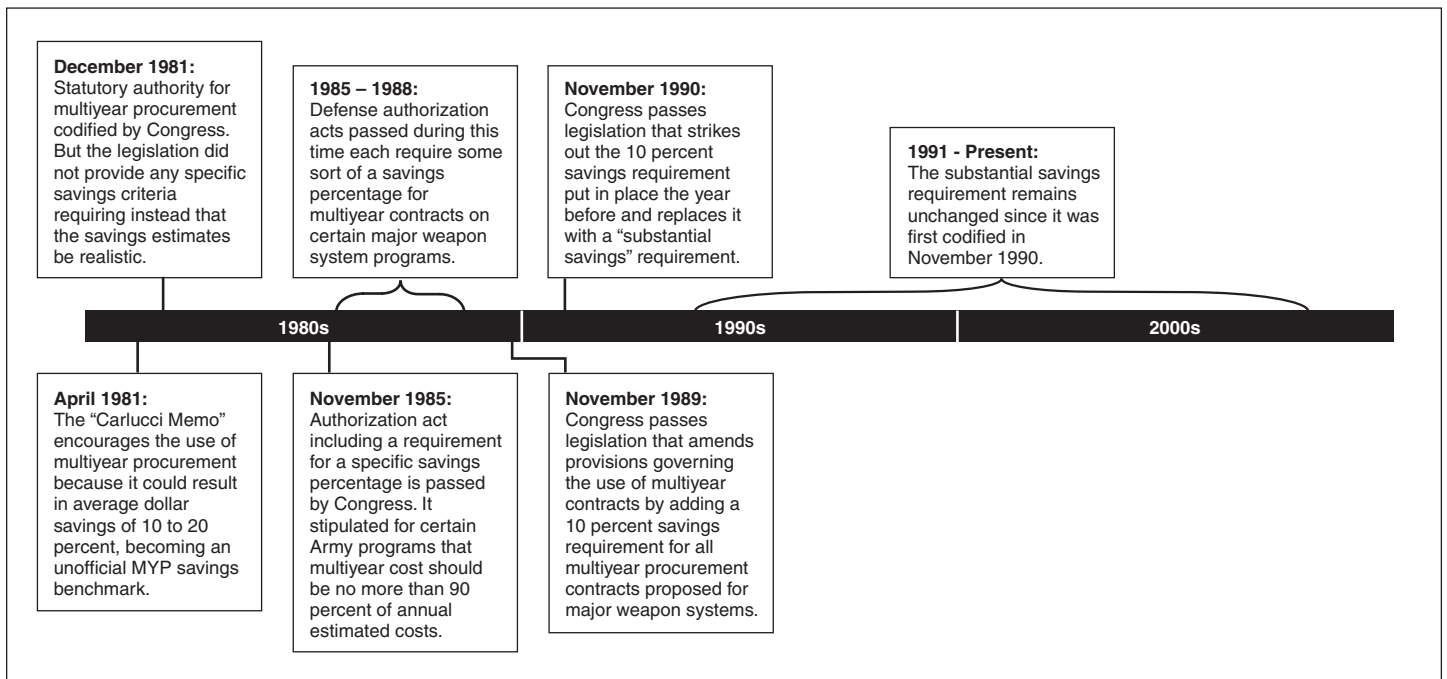 December 1981:
Statutory authority for
multiyear procurement
codified by Congress.
But the legislation did
not provide any specific
savings criteria
requiring instead that
the savings estimates
be realistic.
1985 – 1988:
Defense authorization
acts passed during this
time each require some
sort of a savings
percentage for
multiyear contracts on
certain major weapon
system programs.
November 1990:
Congress passes
legislation that strikes
out the 10 percent
savings requirement
put in place the year
before and replaces it
with a “substantial
savings” requirement.
1991 - Present:
The substantial savings
requirement remains
unchanged since it was
first codified in
November 1990.
1980s
1990s
2000s
April 1981:
The “Carlucci Memo”
encourages the use of
multiyear procurement
because it could result
in average dollar
savings of 10 to 20
percent, becoming an
unofficial MYP savings
benchmark.
November 1985:
Authorization act
including a requirement
for a specific savings
percentage is passed
by Congress. It
stipulated for certain
Army programs that
multiyear cost should
be no more than 90
percent of annual
estimated costs.
November 1989:
Congress passes
legislation that amends
provisions governing
the use of multiyear
contracts by adding a
10 percent savings
requirement for all
multiyear procurement
contracts proposed for
major weapon systems.